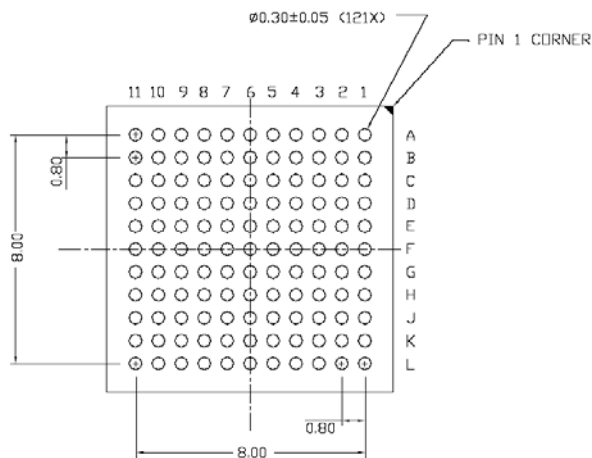 ø0.30±0.05 (121X)
PIN 1 CORNER
11 10 9 8 7 6 5 4 3 2 1
A
B
C
D
E
F
G
H
J
K
L
0.80
8.00
0.80
8.00